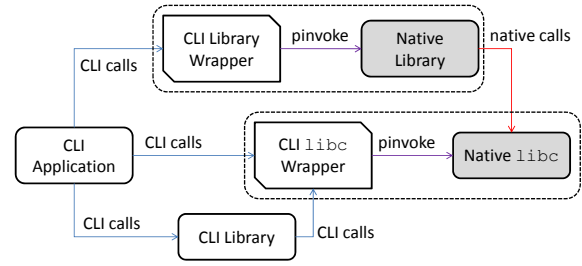 CLI Library
Wrapper
pinvoke
Native
Library
native calls
CLI calls
CLI
Application
CLI calls
CLI libc
Wrapper
pinvoke
Native libc
CLI calls
CLI Library
CLI calls